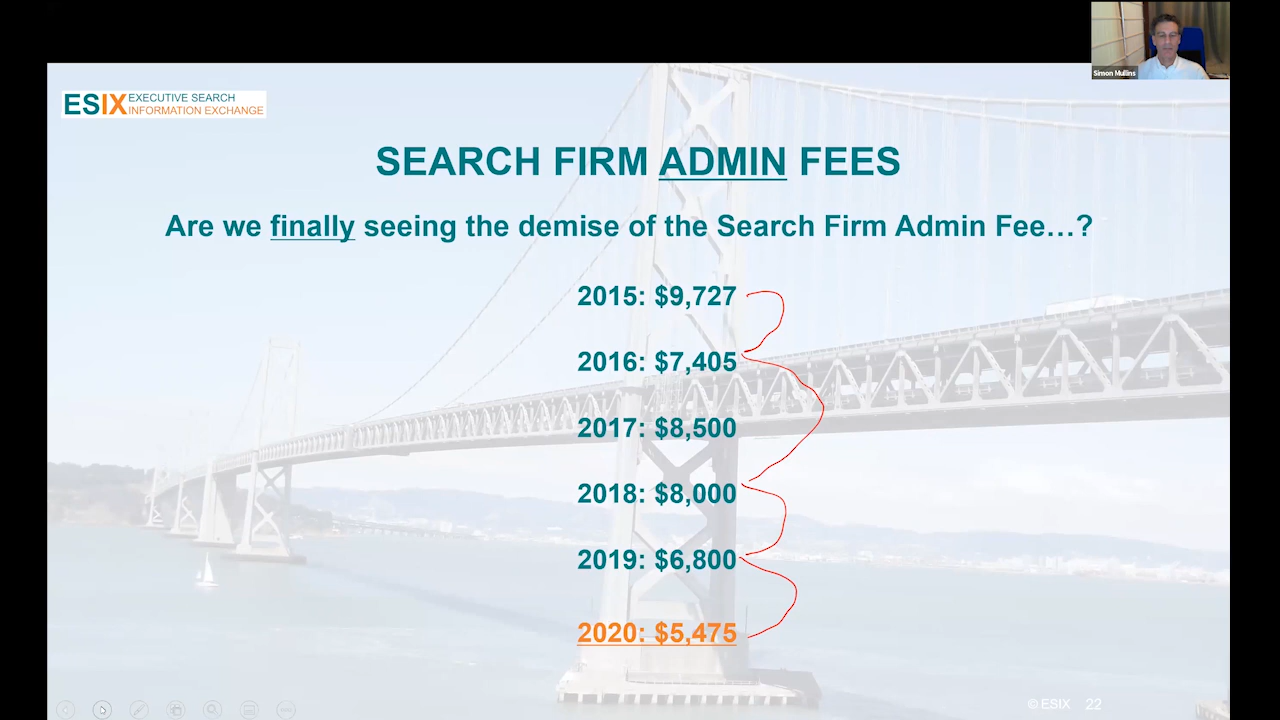 Simon Mullins
ESIX EXECUTIVE SEARCH
INFORMATION EXCHANGE
SEARCH FIRM ADMIN FEES
Are we finally seeing the demise of the Search Firm Admin Fee…?
2015: $9,727
2016: $7,405
2017: $8,500
2018: $8,000
2019: $6,800
2020: $5,475
© ESIX 22